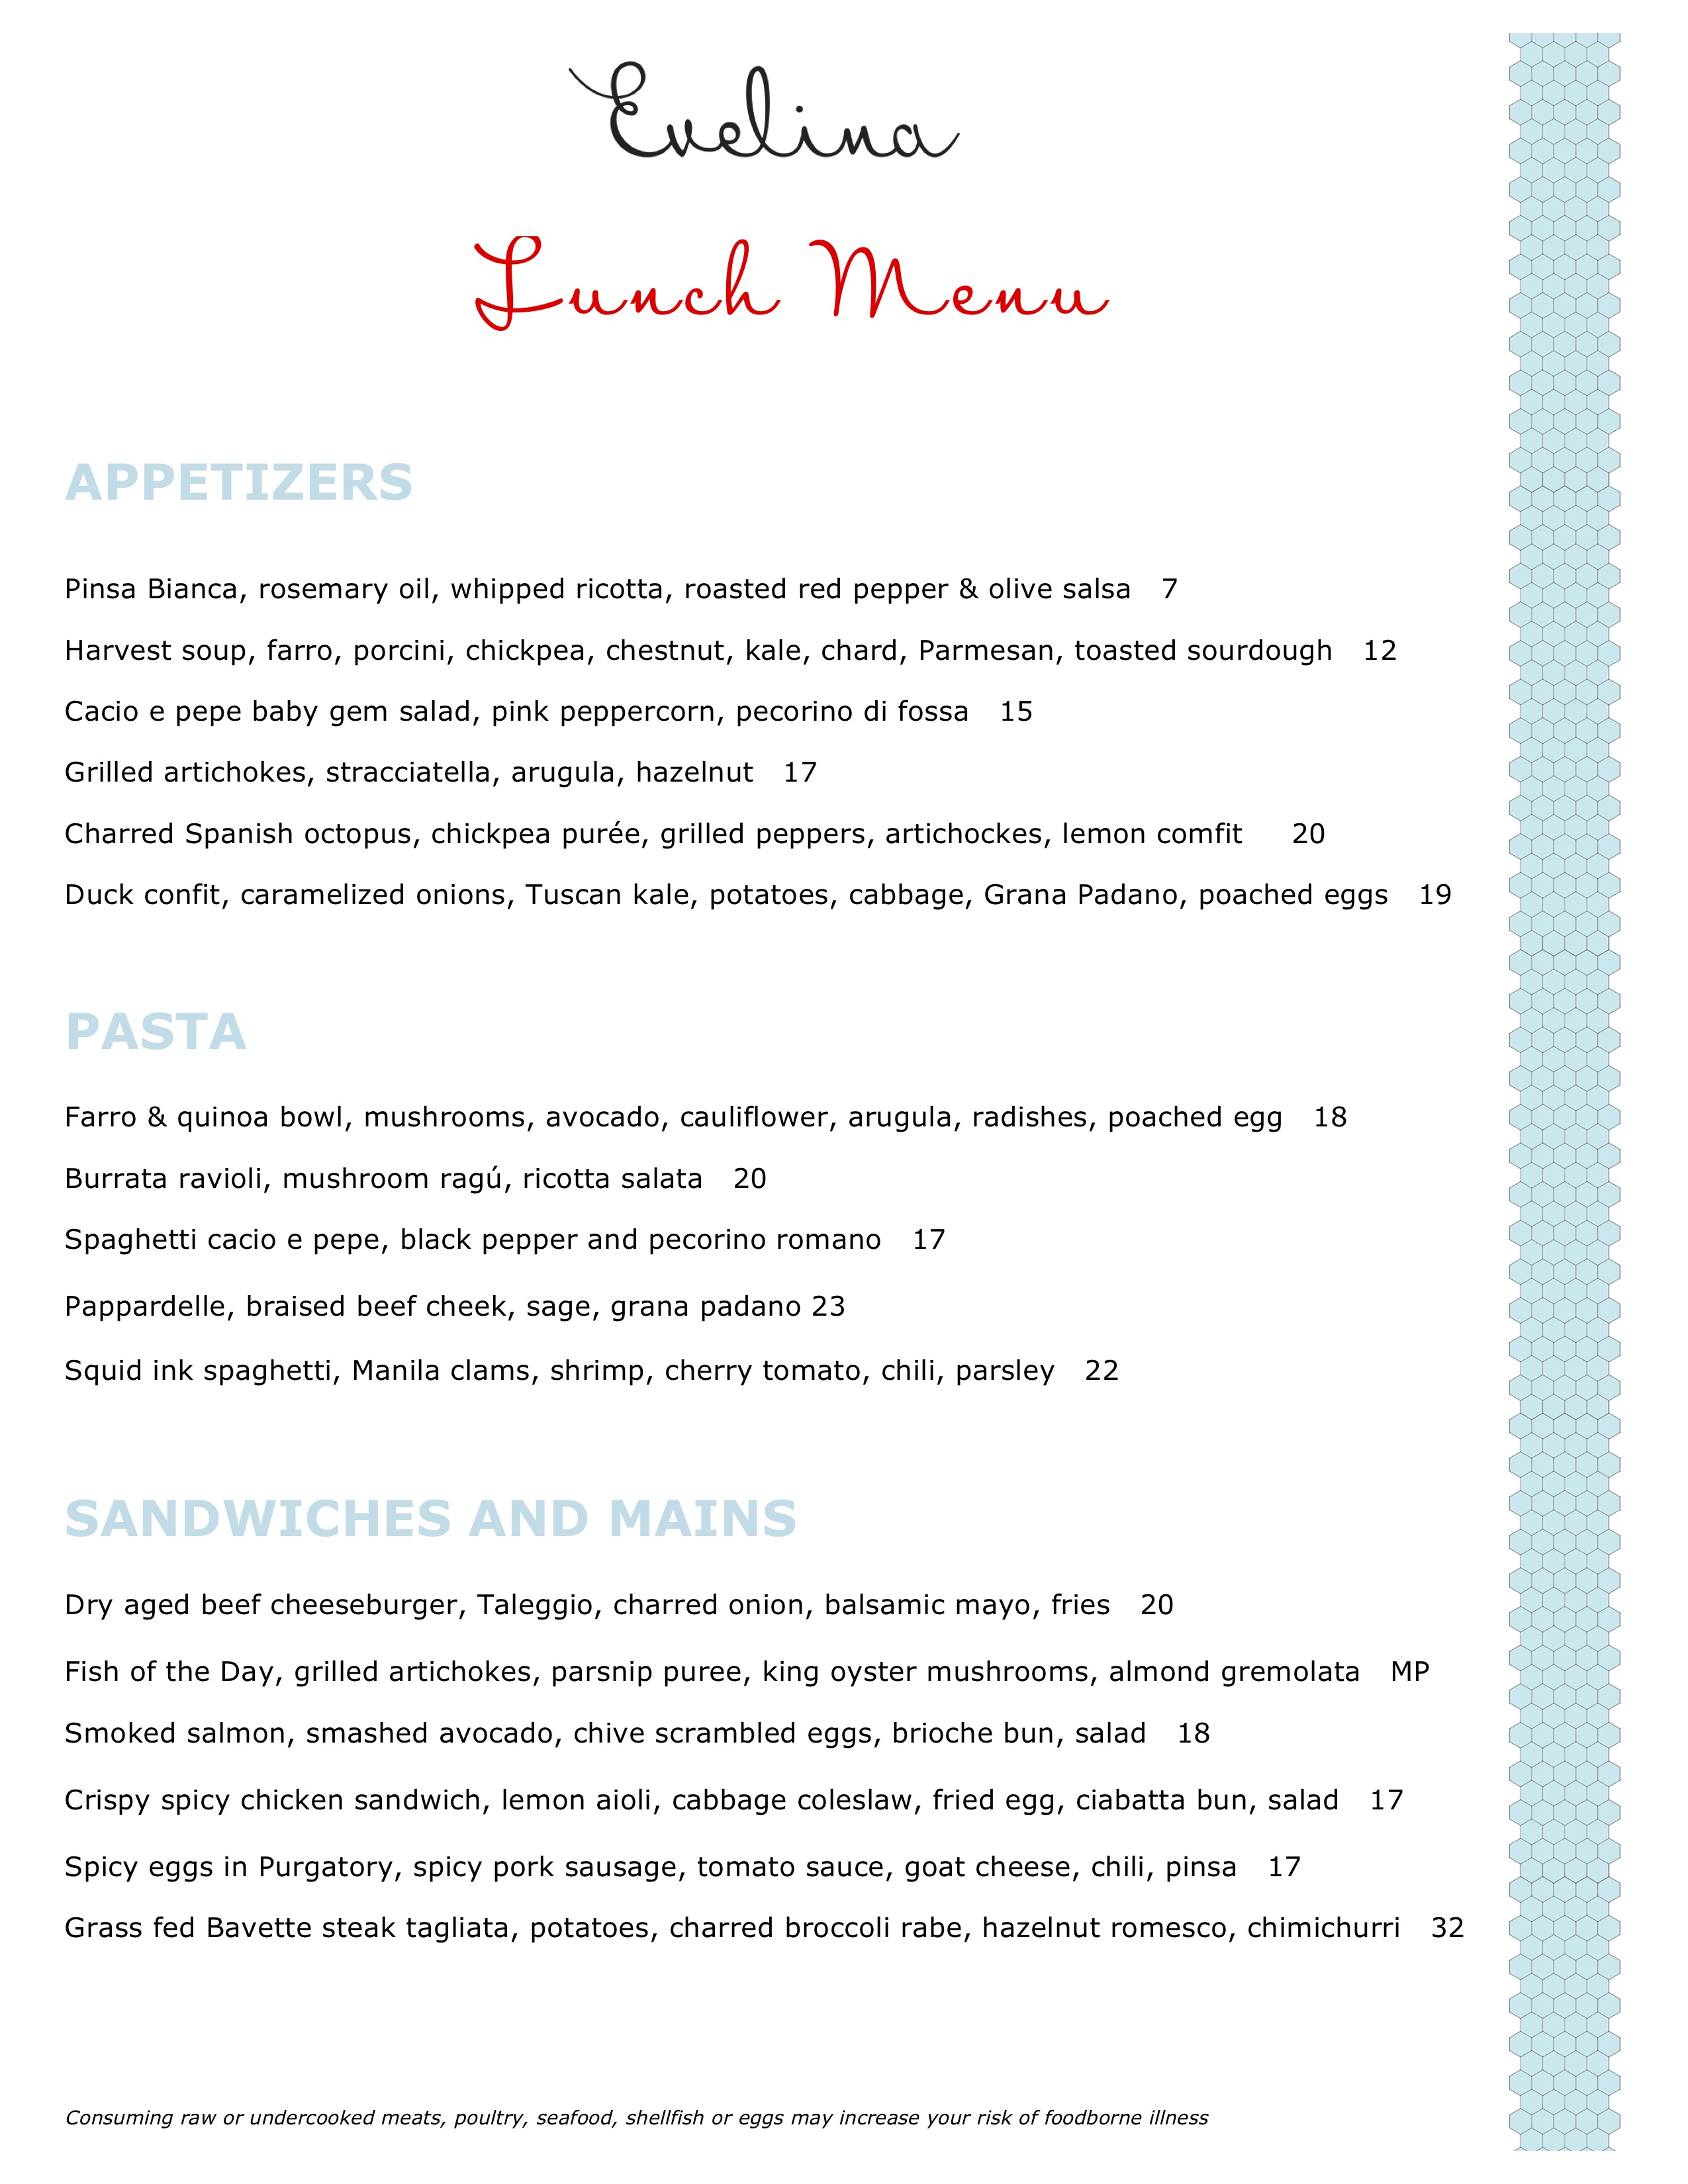 Evelina
Lunch Menu
APPETIZERS
Pinsa Bianca, rosemary oil, whipped ricotta, roasted red pepper & olive salsa 7
Harvest soup, farro, porcini, chickpea, chestnut, kale, chard, Parmesan, toasted sourdough 12
Cacio e pepe baby gem salad, pink peppercorn, pecorino di fossa 15
Grilled artichokes, stracciatella, arugula, hazelnut 17
Charred Spanish octopus, chickpea purée, grilled peppers, artichockes, lemon comfit 20
Duck confit, caramelized onions, Tuscan kale, potatoes, cabbage, Grana Padano, poached eggs 19
PASTA
Farro & quinoa bowl, mushrooms, avocado, cauliflower, arugula, radishes, poached egg 18
Burrata ravioli, mushroom ragú, ricotta salata 20
Spaghetti cacio e pepe, black pepper and pecorino romano 17
Pappardelle, braised beef cheek, sage, grana padano 23
Squid ink spaghetti, Manila clams, shrimp, cherry tomato, chili, parsley 22
SANDWICHES AND MAINS
Dry aged beef cheeseburger, Taleggio, charred onion, balsamic mayo, fries 20
Fish of the Day, grilled artichokes, parsnip puree, king oyster mushrooms, almond gremolata MP
Smoked salmon, smashed avocado, chive scrambled eggs, brioche bun, salad 18
Crispy spicy chicken sandwich, lemon aioli, cabbage coleslaw, fried egg, ciabatta bun, salad 17
Spicy eggs in Purgatory, spicy pork sausage, tomato sauce, goat cheese, chili, pinsa 17
Grass fed Bavette steak tagliata, potatoes, charred broccoli rabe, hazelnut romesco, chimichurri 32
Consuming raw or undercooked meats, poultry, seafood, shellfish or eggs may increase your risk of foodborne illness